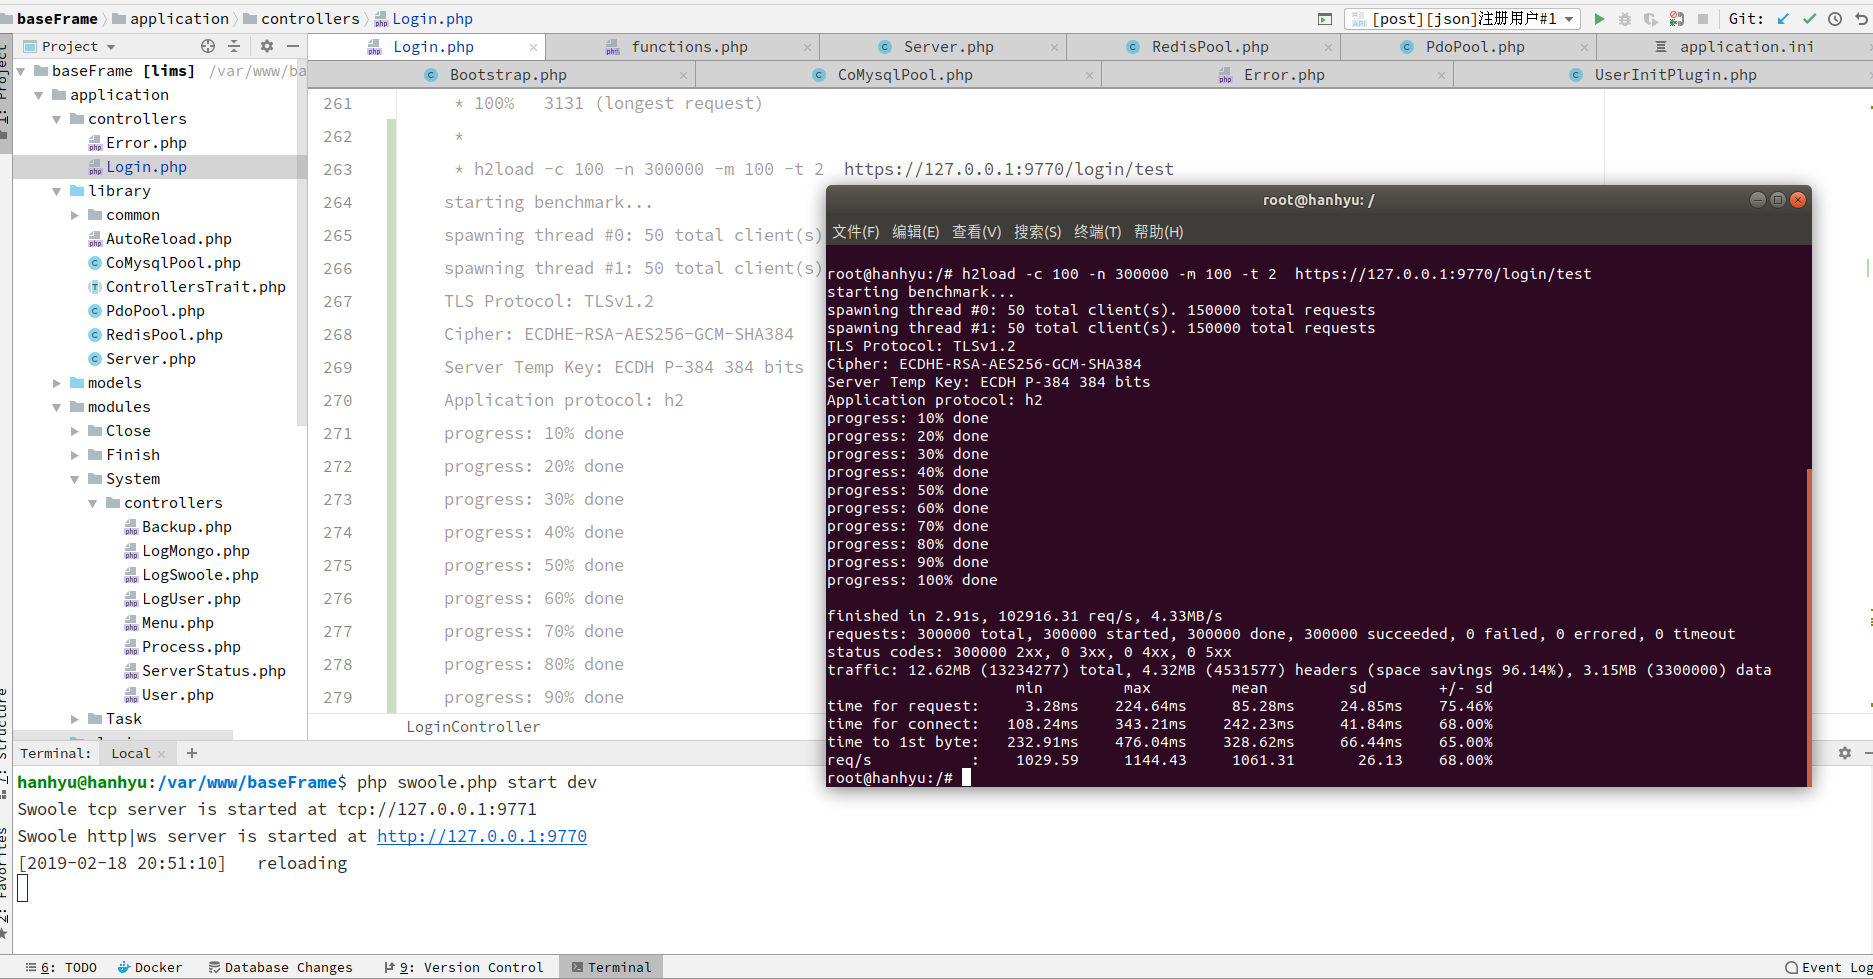 baseFrame application controllers Login.php
[post][json]注册用户#1 Git:
Project
Login.php functions.php Server.php RedisPool.php PdoPool.php application.ini
Bootstrap.php CoMysqlPool.php Error.php UserInitPlugin.php
1: Project
baseFrame [lims] /var/www/ba
application
controllers
Error.php
Login.php
library
common
AutoReload.php
CoMysqlPool.php
ControllersTrait.php
PdoPool.php
RedisPool.php
Server.php
models
modules
Close
Finish
System
controllers
Backup.php
LogMongo.php
LogSwoole.php
LogUser.php
Menu.php
Process.php
ServerStatus.php
User.php
Task
261 * 100% 3131 (longest request)
262 *
263 * h2load -c 100 -n 300000 -m 100 -t 2 https://127.0.0.1:9770/login/test
264 starting benchmark...
265 spawning thread #0: 50 total client(s)
266 spawning thread #1: 50 total client(s)
267 TLS Protocol: TLSv1.2
268 Cipher: ECDHE-RSA-AES256-GCM-SHA384
269 Server Temp Key: ECDH P-384 384 bits
270 Application protocol: h2
271 progress: 10% done
272 progress: 20% done
273 progress: 30% done
274 progress: 40% done
275 progress: 50% done
276 progress: 60% done
277 progress: 70% done
278 progress: 80% done
279 progress: 90% done
LoginController
root@hanhyu: /
文件(F) 编辑(E) 查看(V) 搜索(S) 终端(T) 帮助(H)
root@hanhyu:/# h2load -c 100 -n 300000 -m 100 -t 2 https://127.0.0.1:9770/login/test
starting benchmark...
spawning thread #0: 50 total client(s). 150000 total requests
spawning thread #1: 50 total client(s). 150000 total requests
TLS Protocol: TLSv1.2
Cipher: ECDHE-RSA-AES256-GCM-SHA384
Server Temp Key: ECDH P-384 384 bits
Application protocol: h2
progress: 10% done
progress: 20% done
progress: 30% done
progress: 40% done
progress: 50% done
progress: 60% done
progress: 70% done
progress: 80% done
progress: 90% done
progress: 100% done
finished in 2.91s, 102916.31 req/s, 4.33MB/s
requests: 300000 total, 300000 started, 300000 done, 300000 succeeded, 0 failed, 0 errored, 0 timeout
status codes: 300000 2xx, 0 3xx, 0 4xx, 0 5xx
traffic: 12.62MB (13234277) total, 4.32MB (4531577) headers (space savings 96.14%), 3.15MB (3300000) data
min max mean sd +/- sd
time for request: 3.28ms 224.64ms 85.28ms 24.85ms 75.46%
time for connect: 108.24ms 343.21ms 242.23ms 41.84ms 68.00%
time to 1st byte: 232.91ms 476.04ms 328.62ms 66.44ms 65.00%
req/s : 1029.59 1144.43 1061.31 26.13 68.00%
root@hanhyu:/#
7: Structure
2: Favorites
Terminal: Local +
hanhyu@hanhyu:/var/www/baseFrame$ php swoole.php start dev
Swoole tcp server is started at tcp://127.0.0.1:9771
Swoole http|ws server is started at http://127.0.0.1:9770
[2019-02-18 20:51:10] reloading
6: TODO Docker Database Changes 9: Version Control Terminal Event Log